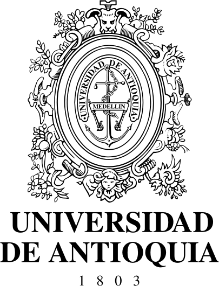 UNIVERSIDAD DE ANTIOQUIA
MEDELLIN
UNIVERSIDAD
DE ANTIOQUIA
1803